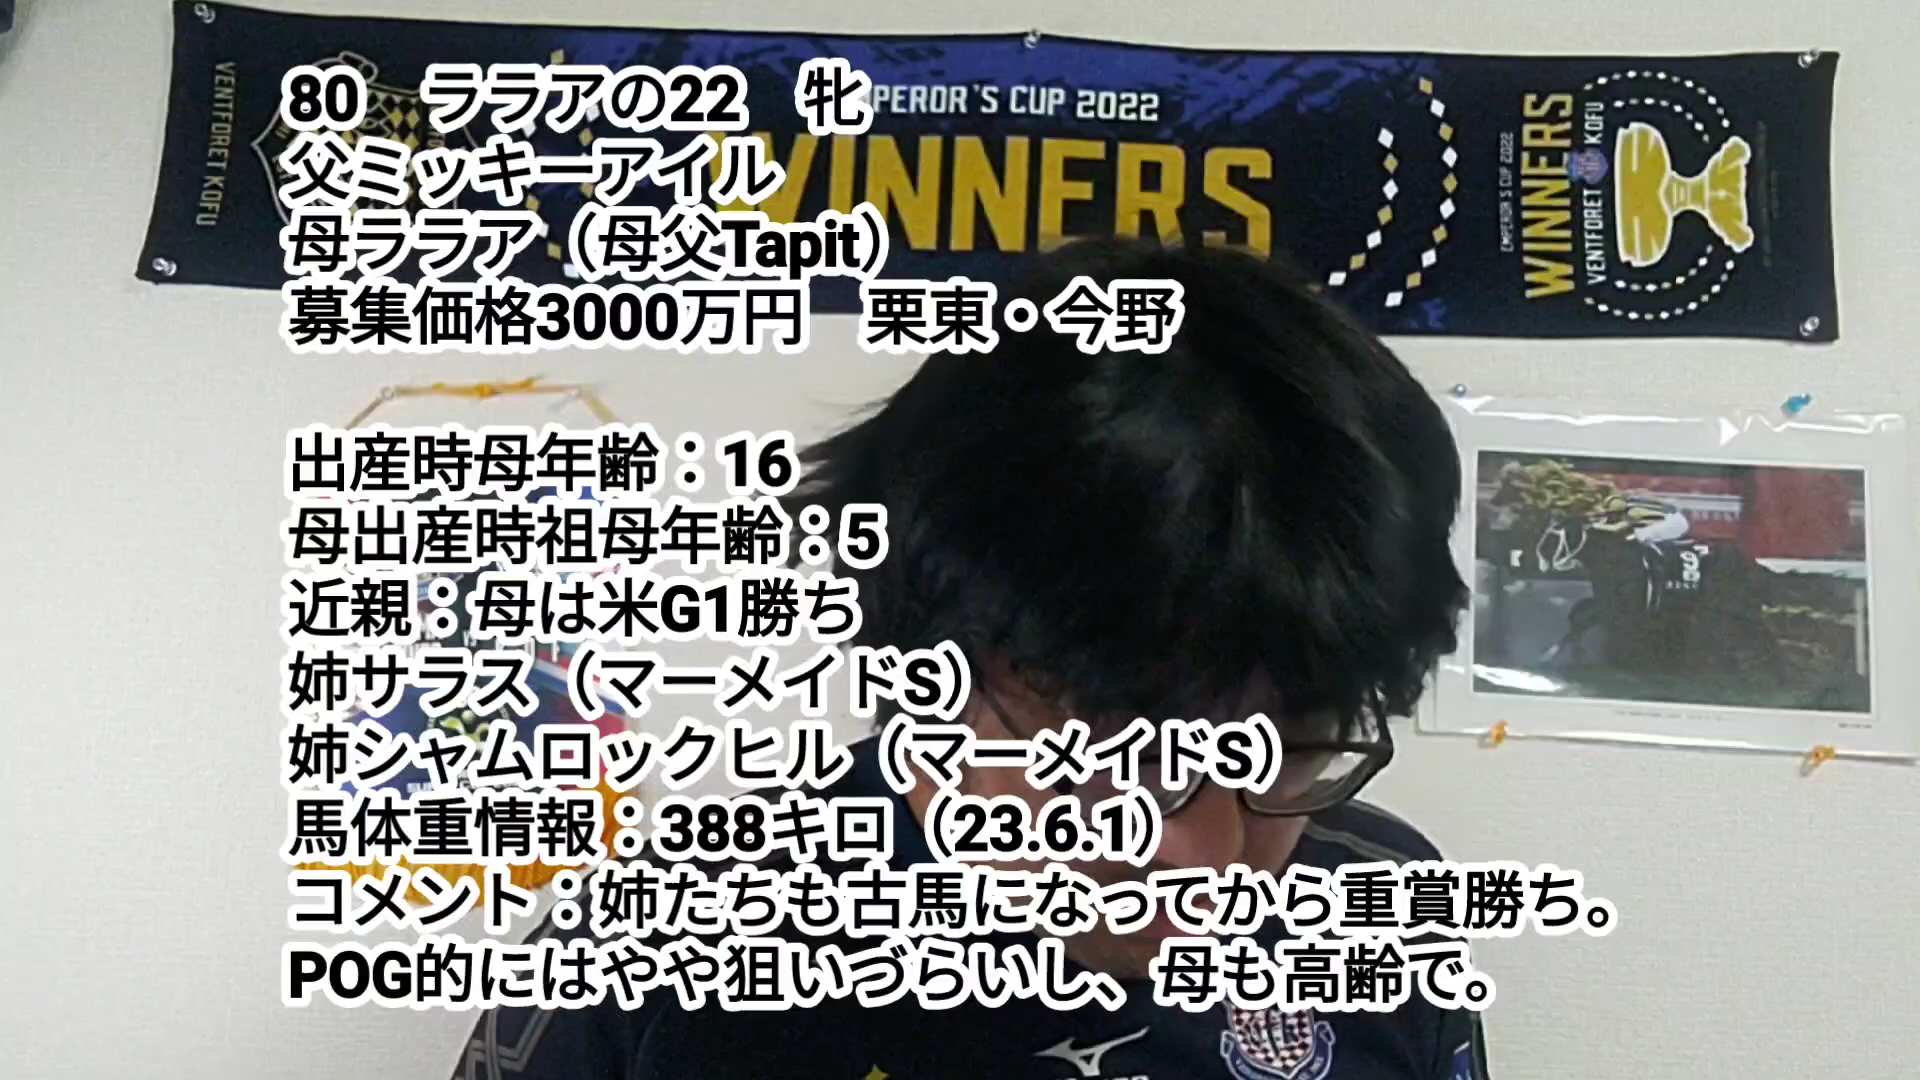 80　ララアの22　牝
父ミッキーアイル
母ララア（母父Tapit）
募集価格3000万円　栗東・今野
出産時母年齢：16
母出産時祖母年齢：5
近親：母は米G1勝ち
姉サラス（マーメイドS）
姉シャムロックヒル（マーメイドS）
馬体重情報：388キロ（23.6.1）
コメント：姉たちも古馬になってから重賞勝ち。
POG的にはやや狙いづらいし、母も高齢で。
VENTFORET KOFU
PEROR'S CUP 2022
WINNERS
EMPEROR'S CUP 2022
WINNERS
VENTFORET KOFU